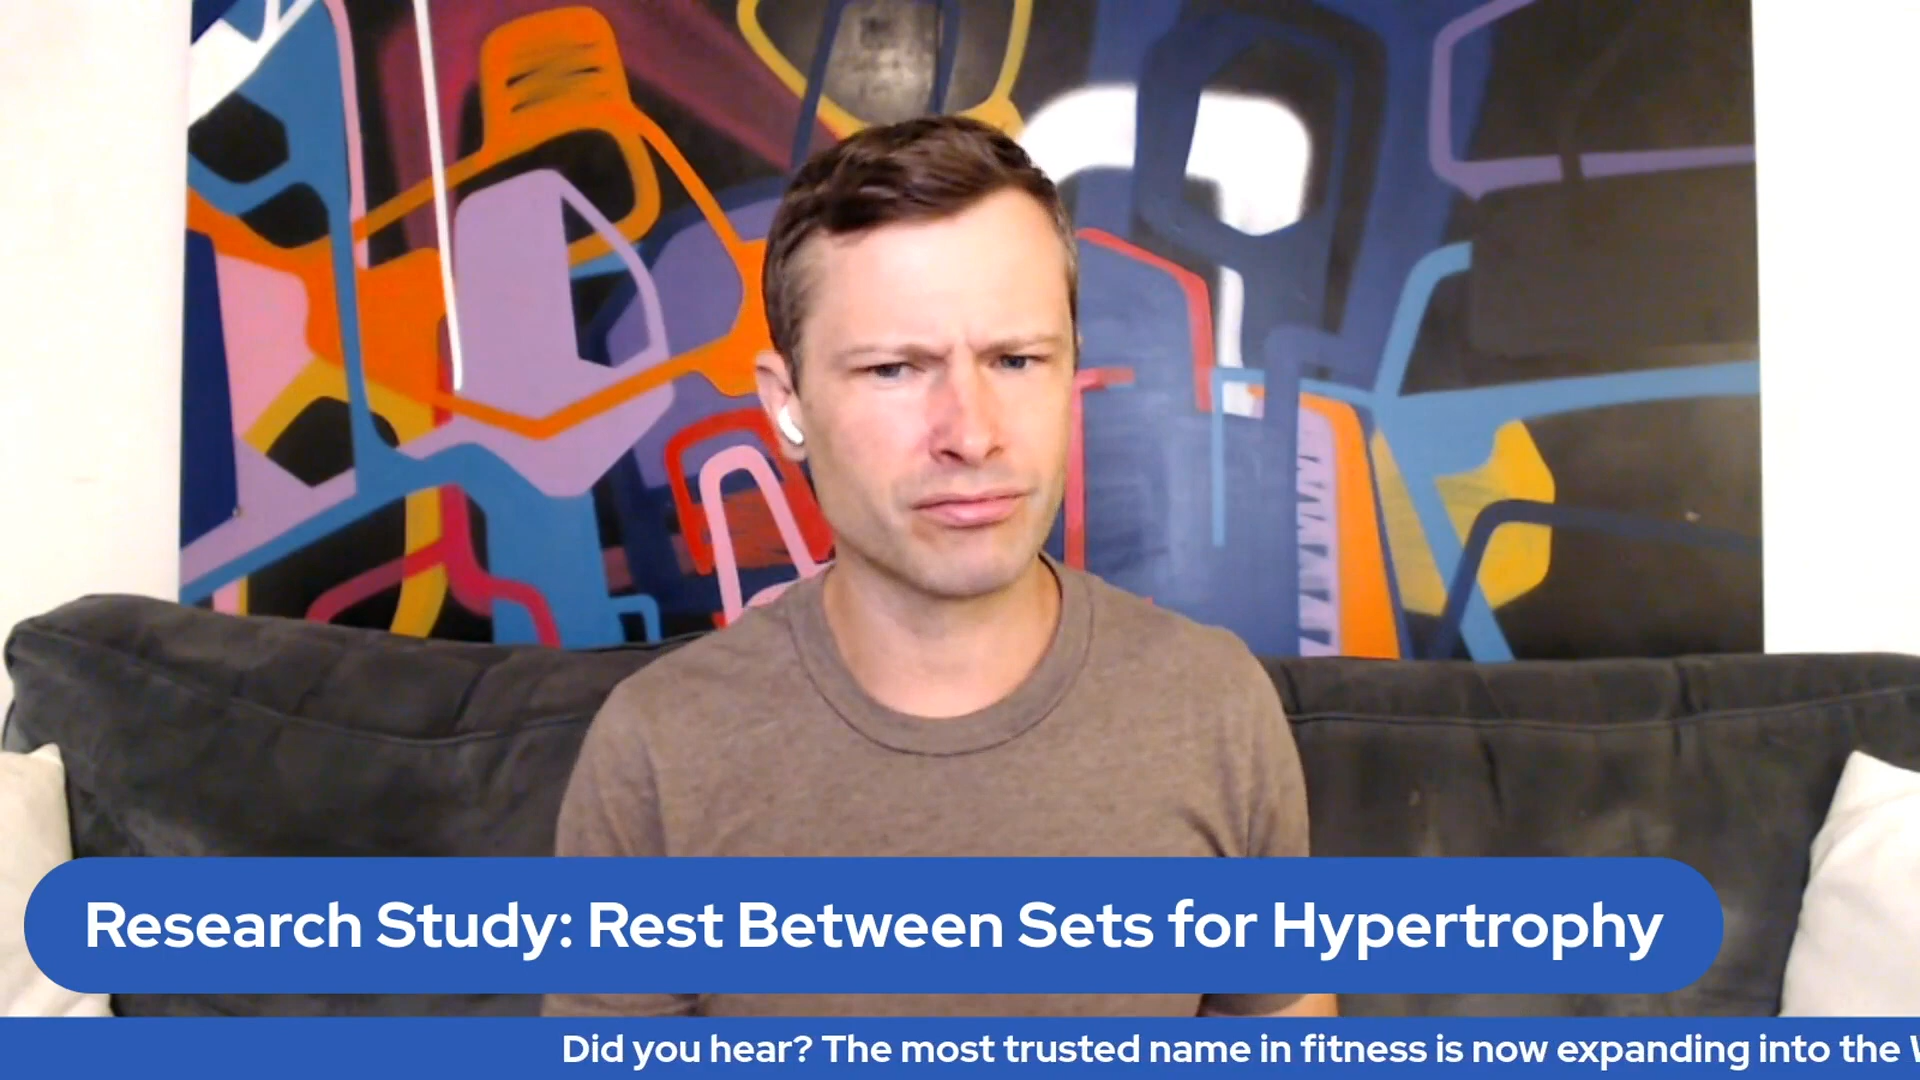 Research Study: Rest Between Sets for Hypertrophy
Did you hear? The most trusted name in fitness is now expanding into the